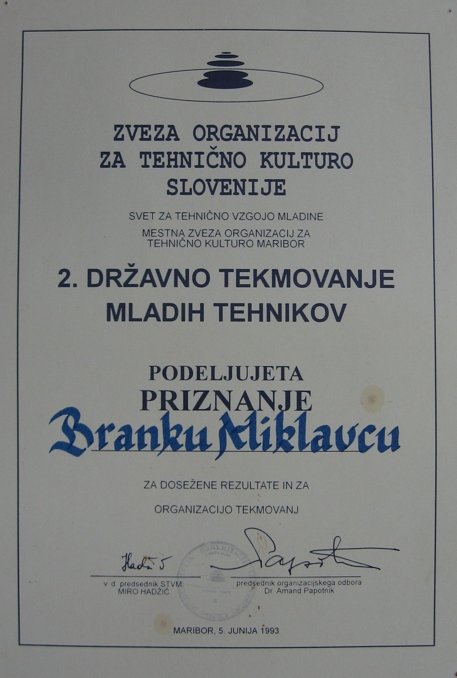 ZVEZA ORGANIZACIJ
ZA TEHNIČNO KULTURO
SLOVENIJE
SVET ZA TEHNIČNO VZGOJO MLADINE
MESTNA ZVEZA ORGANIZACIJ ZA
TEHNIČNO KULTURO MARIBOR
2. DRŽAVNO TEKMOVANJE
MLADIH TEHNIKOV
PODELJUJETA
PRIZNANJE
Branku Miklavcu
ZA DOSEŽENE REZULTATE IN ZA
ORGANIZACIJO TEKMOVANJ
v d predsednik STVM
MIRO HADŽIČ
predsednik organizacijskega odbora
Dr. Amand Papotnik
MARIBOR, 5. JUNIJA 1993